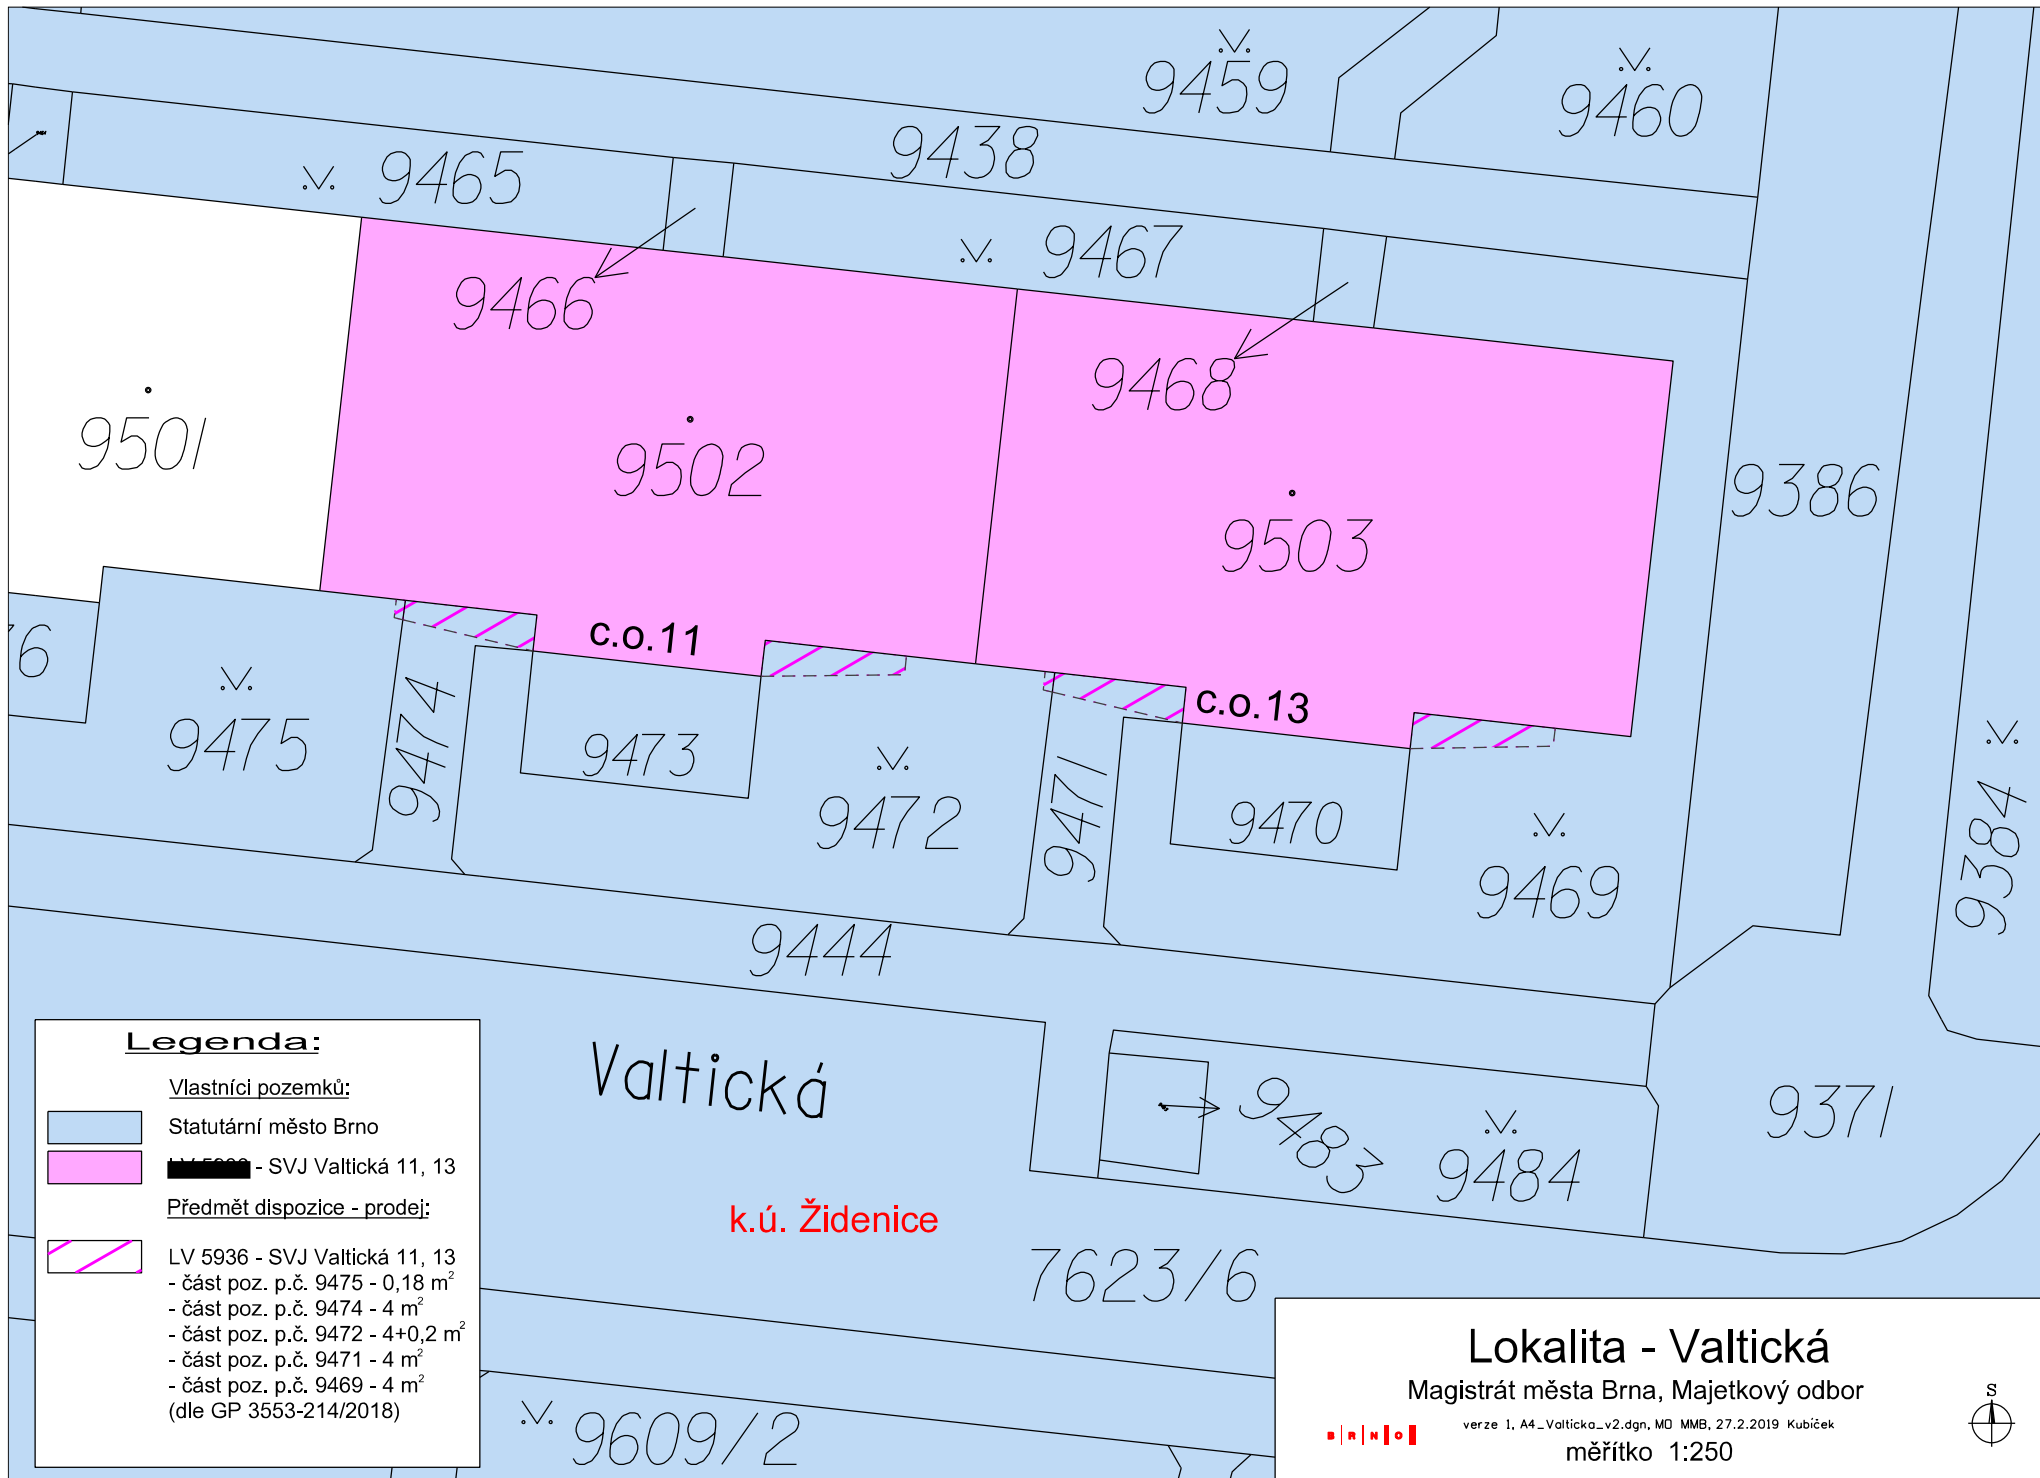 9459
9460
9438
9465
9467
9466
9468
9501
9502
9503
9386
c.o.11
c.o.13
9475
9474
9473
9472
9471
9470
9469
9384
9444
Valtická
9483
9484
9371
k.ú. Židenice
7623/6
9609/2
Legenda:
Vlastníci pozemků:
Statutární město Brno
- SVJ Valtická 11, 13
Předmět dispozice - prodej:
LV 5936 - SVJ Valtická 11, 13
- část poz. p.č. 9475 - 0,18 m²
- část poz. p.č. 9474 - 4 m²
- část poz. p.č. 9472 - 4+0,2 m²
- část poz. p.č. 9471 - 4 m²
- část poz. p.č. 9469 - 4 m²
(dle GP 3553-214/2018)
Lokalita - Valtická
Magistrát města Brna, Majetkový odbor
verze 1, A4_Valticka_v2.dgn, MO MMB, 27.2.2019 Kubíček
měřítko 1:250
BRNO
S